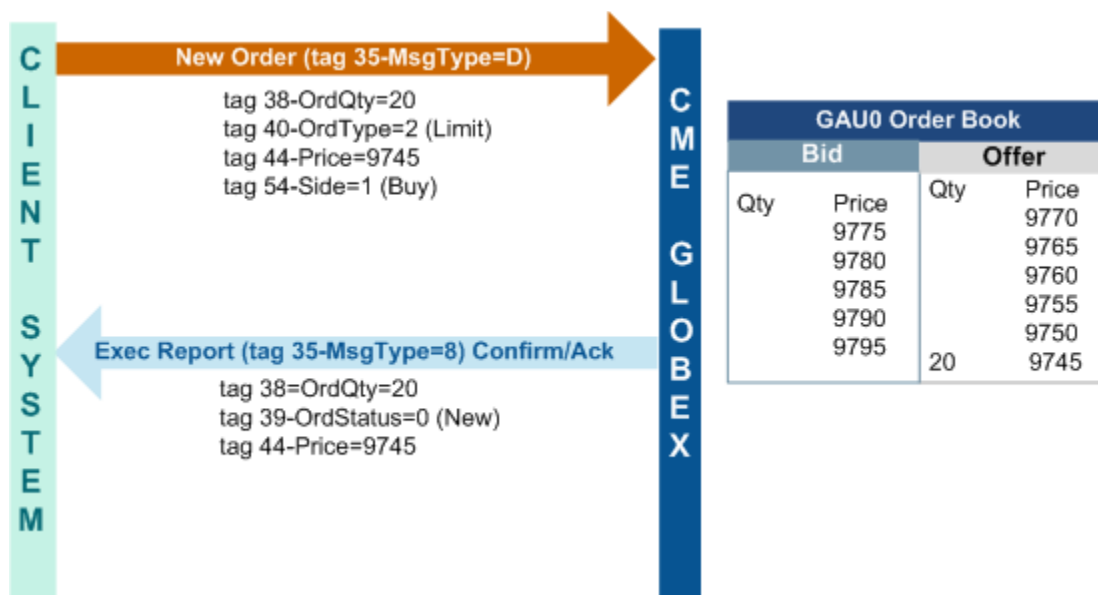 CLIENT SYSTEM
New Order (tag 35-MsgType=D)
tag 38-OrdQty=20
tag 40-OrdType=2 (Limit)
tag 44-Price=9745
tag 54-Side=1 (Buy)
Exec Report (tag 35-MsgType=8) Confirm/Ack
tag 38=OrdQty=20
tag 39-OrdStatus=0 (New)
tag 44-Price=9745
CME GLOBEX
GAU0 Order Book
Bid
Qty Price
9775
9780
9785
9790
9795
Offer
Qty Price
9770
9765
9760
9755
9750
20 9745